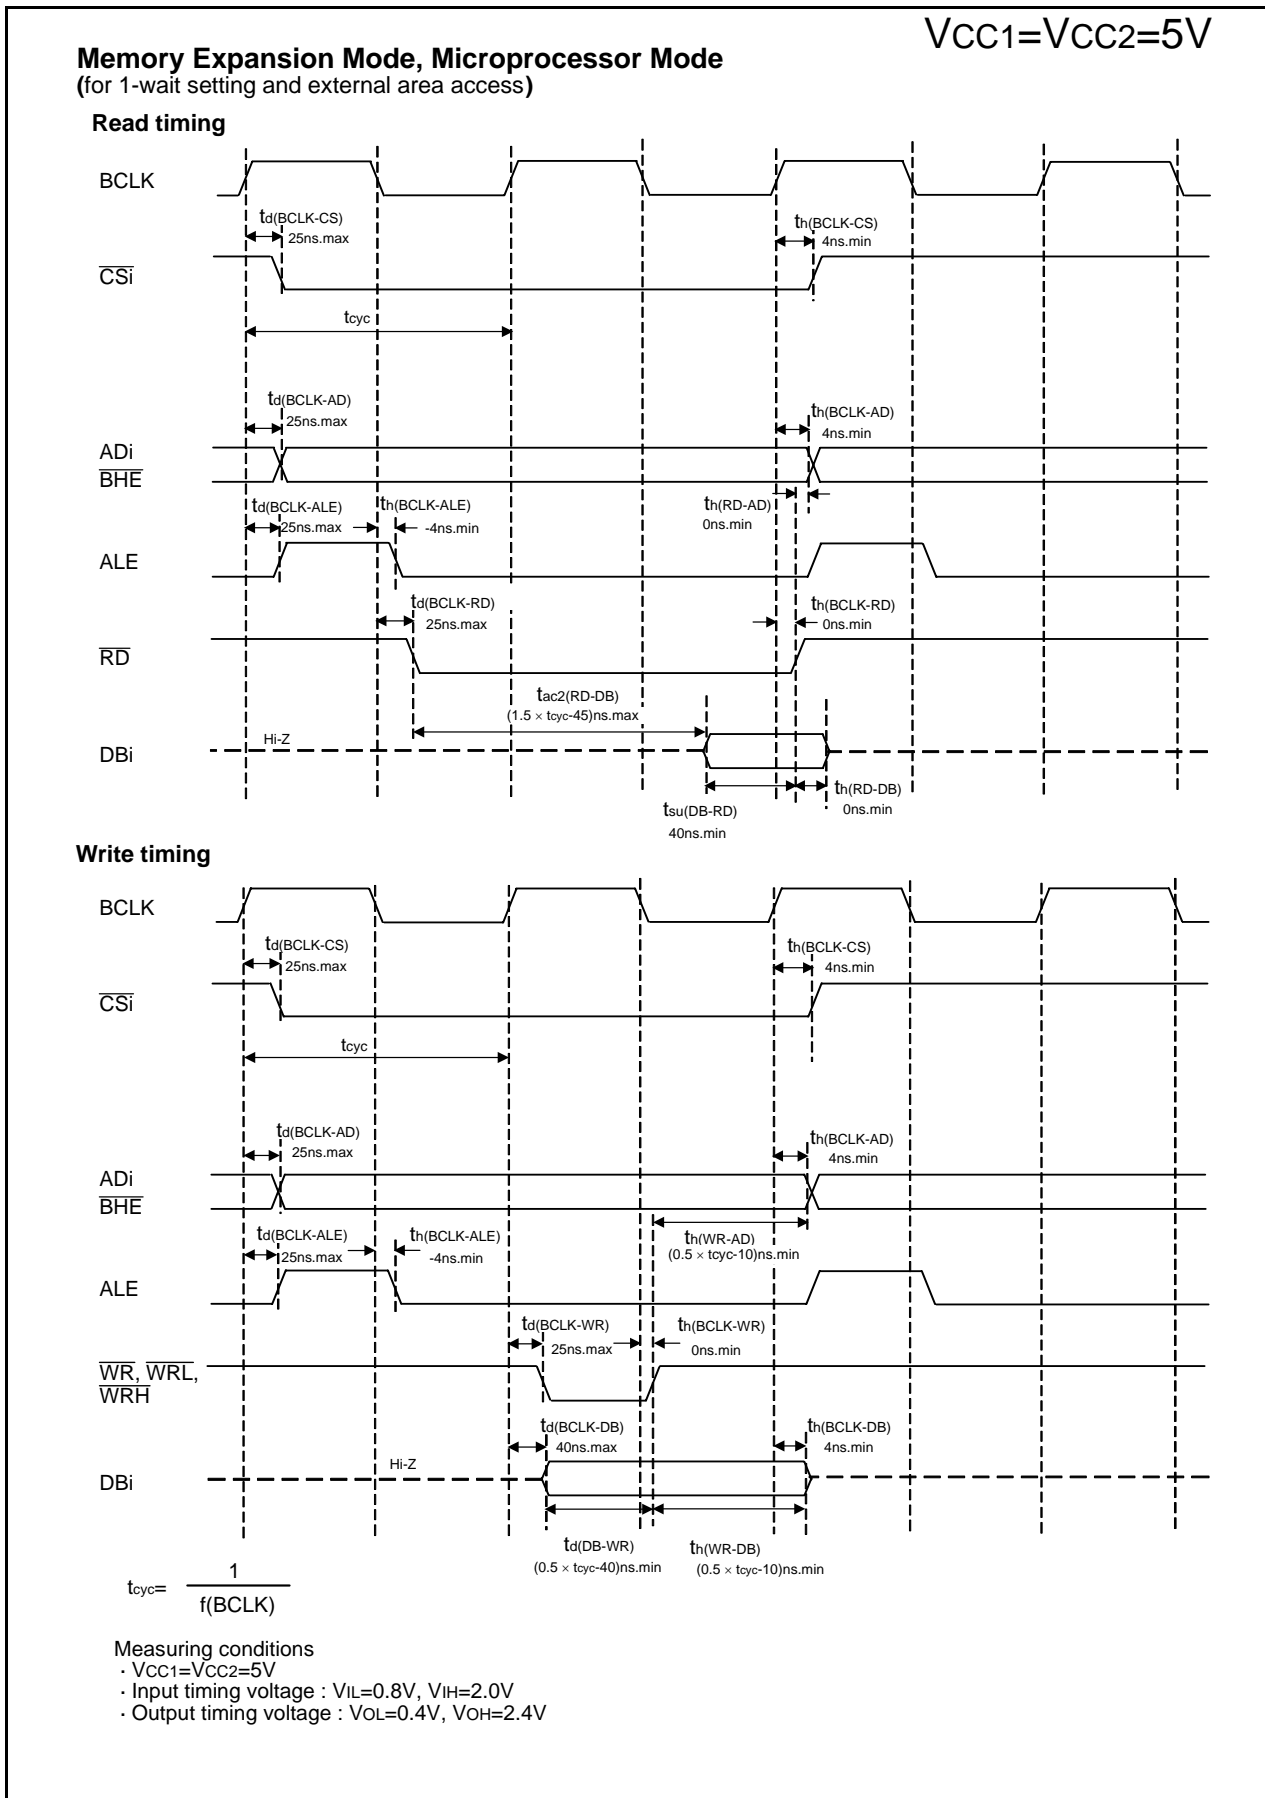 VCC1=VCC2=5V
Memory Expansion Mode, Microprocessor Mode
(for 1-wait setting and external area access)
Read timing
BCLK
td(BCLK-CS)
25ns.max
th(BCLK-CS)
4ns.min
CSi
tcyc
td(BCLK-AD)
25ns.max
th(BCLK-AD)
4ns.min
ADi
BHE
td(BCLK-ALE)
25ns.max
th(BCLK-ALE)
-4ns.min
th(RD-AD)
0ns.min
ALE
td(BCLK-RD)
25ns.max
th(BCLK-RD)
0ns.min
RD
tac2(RD-DB)
(1.5 × tcyc-45)ns.max
Hi-Z
DBi
tsu(DB-RD)
40ns.min
th(RD-DB)
0ns.min
Write timing
BCLK
td(BCLK-CS)
25ns.max
th(BCLK-CS)
4ns.min
CSi
tcyc
td(BCLK-AD)
25ns.max
th(BCLK-AD)
4ns.min
ADi
BHE
td(BCLK-ALE)
25ns.max
th(BCLK-ALE)
-4ns.min
th(WR-AD)
(0.5 × tcyc-10)ns.min
ALE
td(BCLK-WR)
25ns.max
th(BCLK-WR)
0ns.min
WR, WRL,
WRH
td(BCLK-DB)
40ns.max
th(BCLK-DB)
4ns.min
Hi-Z
DBi
td(DB-WR)
(0.5 × tcyc-40)ns.min
th(WR-DB)
(0.5 × tcyc-10)ns.min
tcyc= 1
f(BCLK)
Measuring conditions
· VCC1=VCC2=5V
· Input timing voltage : VIL=0.8V, VIH=2.0V
· Output timing voltage : VOL=0.4V, VOH=2.4V